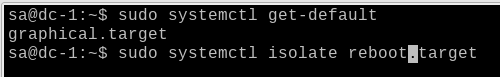 sa@dc-1:~$ sudo systemctl get-default
graphical.target
sa@dc-1:~$ sudo systemctl isolate reboot.target